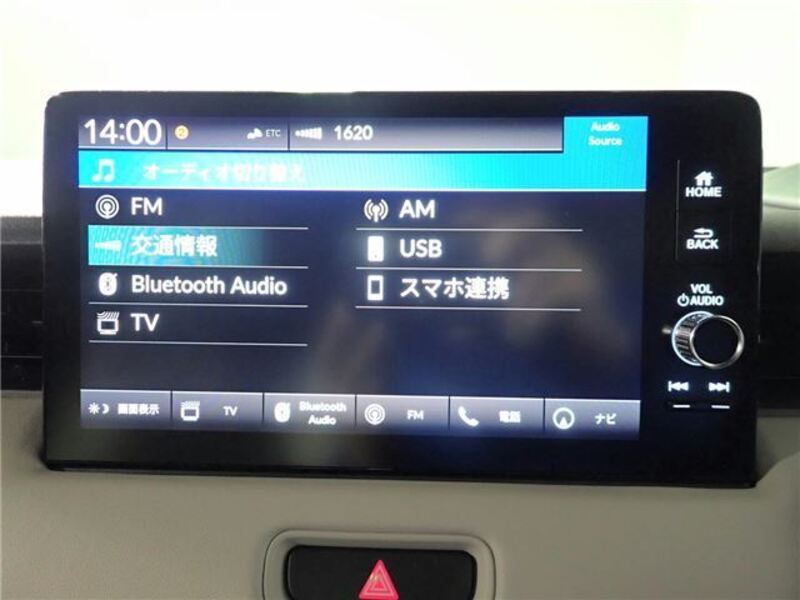 14:00 2 ETC 1620 Audio Source
オーディオ切り替え
FM
AM
交通情報
USB
Bluetooth Audio
スマホ連携
TV
HOME
BACK
VOL
AUDIO
画面表示 TV Bluetooth Audio FM 電話 ナビ